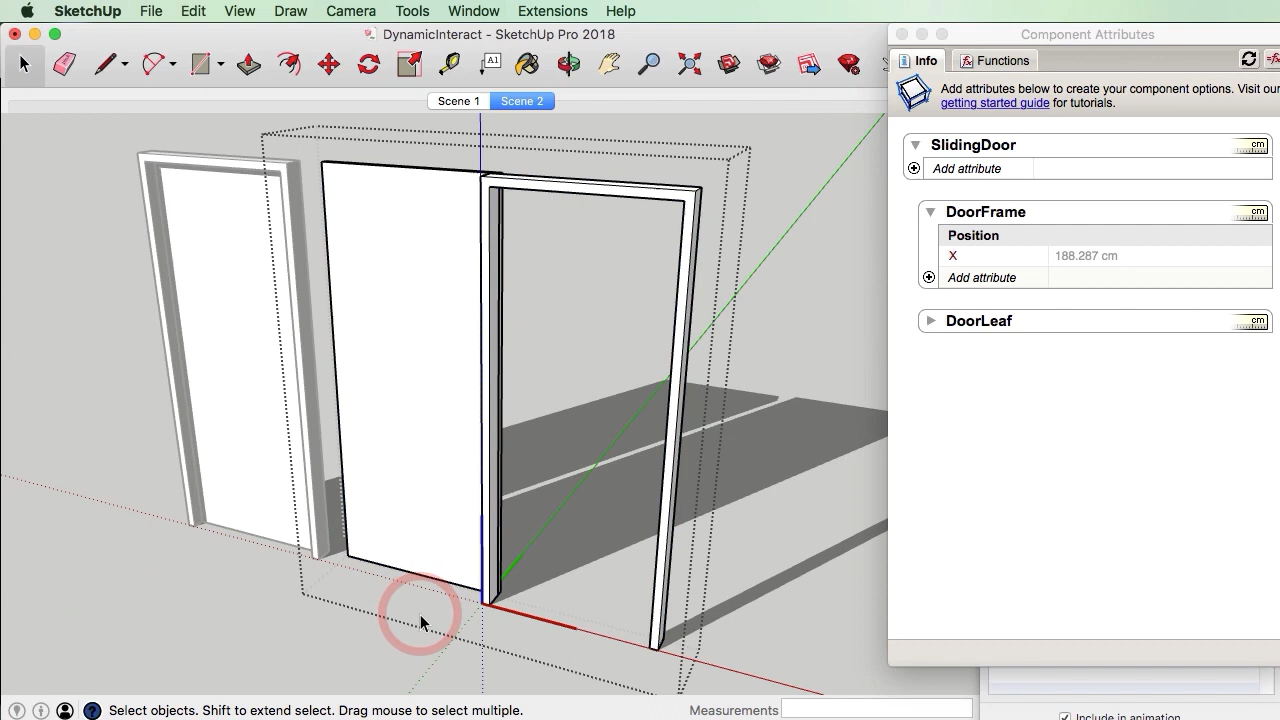 SketchUp File Edit View Draw Camera Tools Window Extensions Help
DynamicInteract - SketchUp Pro 2018
Component Attributes
Info Functions
A1
Add attributes below to create your component options. Visit our
getting started guide for tutorials.
Scene 1 Scene 2
SlidingDoor cm
Add attribute
DoorFrame cm
Position
X 188.287 cm
Add attribute
DoorLeaf cm
Select objects. Shift to extend select. Drag mouse to select multiple. Measurements
Include in animation